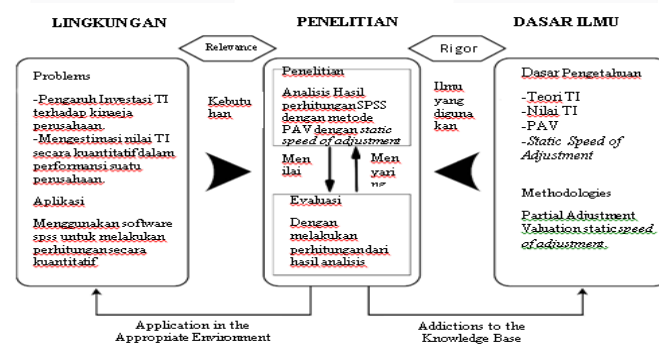 LINGKUNGAN
PENELITIAN
DASAR ILMU
Relevance
Rigor
Problems
-Pengaruh Investasi TI
terhadap kinerja
perusahaan.
-Mengestimasi nilai TI
secara kuantitatif dalam
performansi suatu
perusahaan.
Aplikasi
Menggunakan software
spss untuk melakukan
perhitungan secara
kuantitatif
Kebutu
han
Penelitian
Analisis Hasil
perhitungan SPSS
dengan metode
PAV dengan static
speed of adjustment
Men
ilai
Men
yari
ng
Evaluasi
Dengan
melakukan
perhitungan dari
hasil analisis
Ilmu
yang
diguna
kan
Dasar Pengetahuan
-Teori TI
-Nilai TI
-PAV
-Static Speed of
Adjustment
Methodologies
Partial Adjustment
Valuation static speed
of adjustment.
Application in the
Appropriate Environment
Addictions to the
Knowledge Base